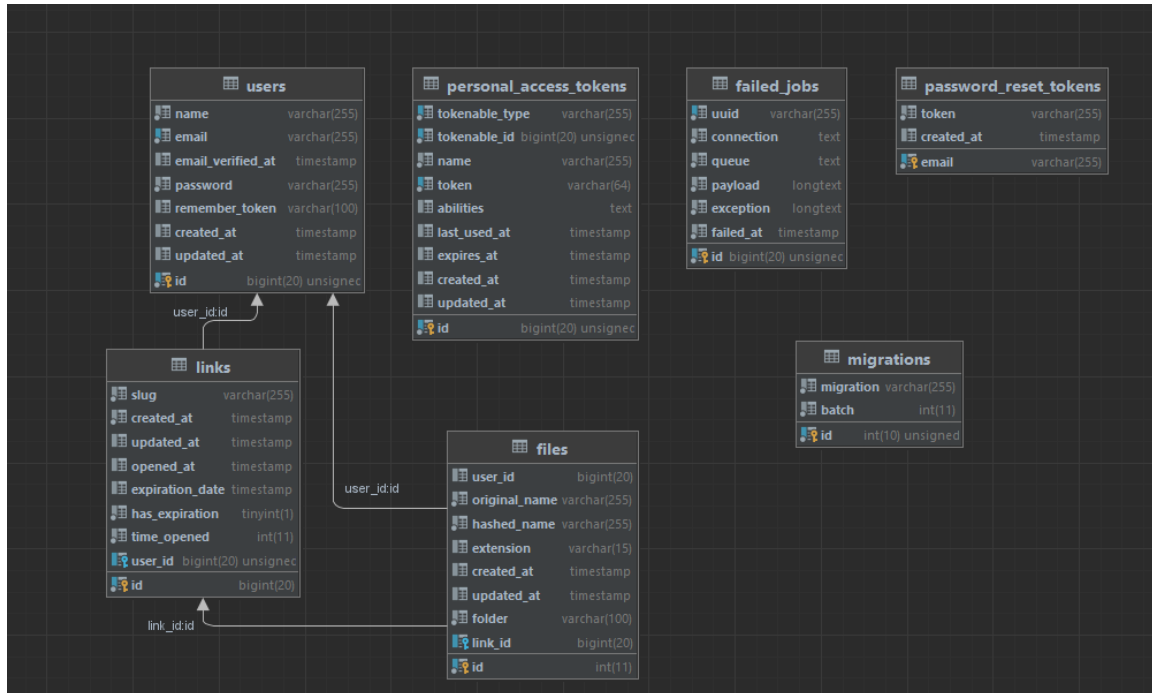 users
name varchar(255)
email varchar(255)
email_verified_at timestamp
password varchar(255)
remember_token varchar(100)
created_at timestamp
updated_at timestamp
id bigint(20) unsignec
personal_access_tokens
tokenable_type varchar(255)
tokenable_id bigint(20) unsignec
name varchar(255)
token varchar(64)
abilities text
last_used_at timestamp
expires_at timestamp
created_at timestamp
updated_at timestamp
id bigint(20) unsignec
failed_jobs
uuid varchar(255)
connection text
queue text
payload longtext
exception longtext
failed_at timestamp
id bigint(20) unsignec
password_reset_tokens
token varchar(255)
created_at timestamp
email varchar(255)
user_id:id
links
slug varchar(255)
created_at timestamp
updated_at timestamp
opened_at timestamp
expiration_date timestamp
has_expiration tinyint(1)
time_opened int(11)
user_id bigint(20) unsignec
id bigint(20)
migrations
migration varchar(255)
batch int(11)
id int(10) unsigned
user_id:id
files
user_id bigint(20)
original_name varchar(255)
hashed_name varchar(255)
extension varchar(15)
created_at timestamp
updated_at timestamp
folder varchar(100)
link_id bigint(20)
id int(11)
link_id:id